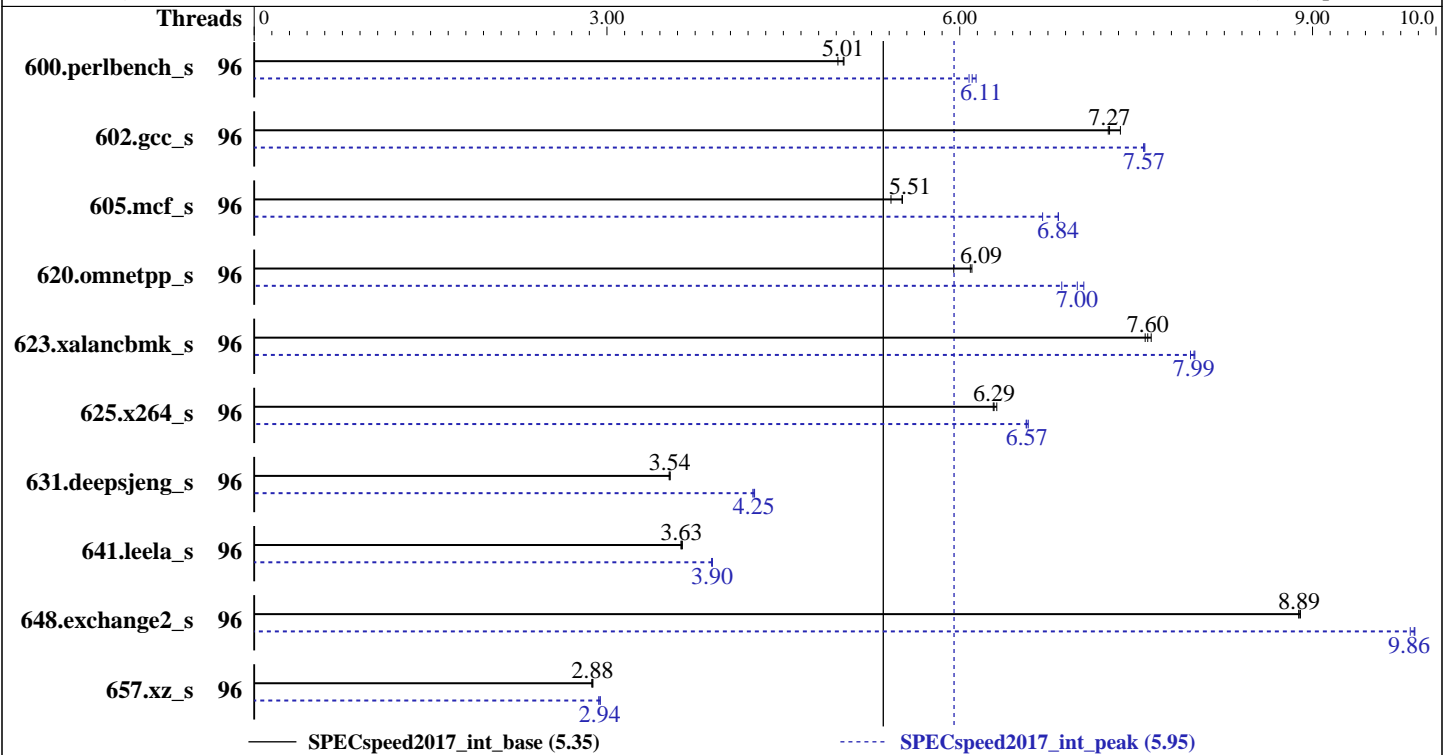 Threads 0 3.00 6.00 9.00 10.0
600.perlbench_s 96 5.01
6.11
602.gcc_s 96 7.27
7.57
605.mcf_s 96 5.51
6.84
620.omnetpp_s 96 6.09
7.00
623.xalancbmk_s 96 7.60
7.99
625.x264_s 96 6.29
6.57
631.deepsjeng_s 96 3.54
4.25
641.leela_s 96 3.63
3.90
648.exchange2_s 96 8.89
9.86
657.xz_s 96 2.88
2.94
SPECspeed2017_int_base (5.35) SPECspeed2017_int_peak (5.95)